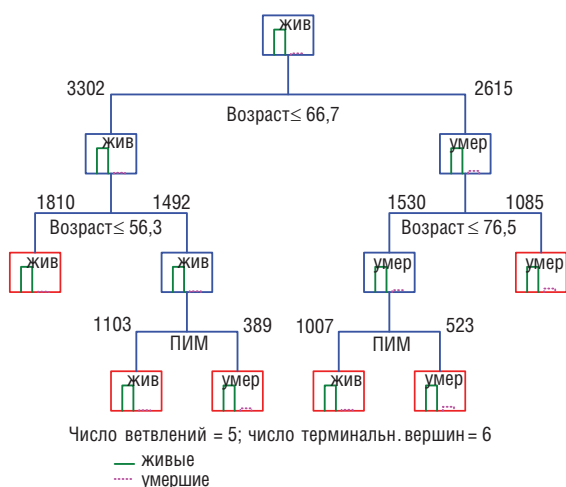 жив
3302 2615
Возраст≤ 66,7
жив умер
1810 1492 1530 1085
Возраст≤ 56,3 Возраст≤ 76,5
жив жив умер умер
1103 389 1007 523
ПИМ ПИМ
жив умер жив умер
Число ветвлений = 5; число терминальн. вершин = 6
живые
умершие